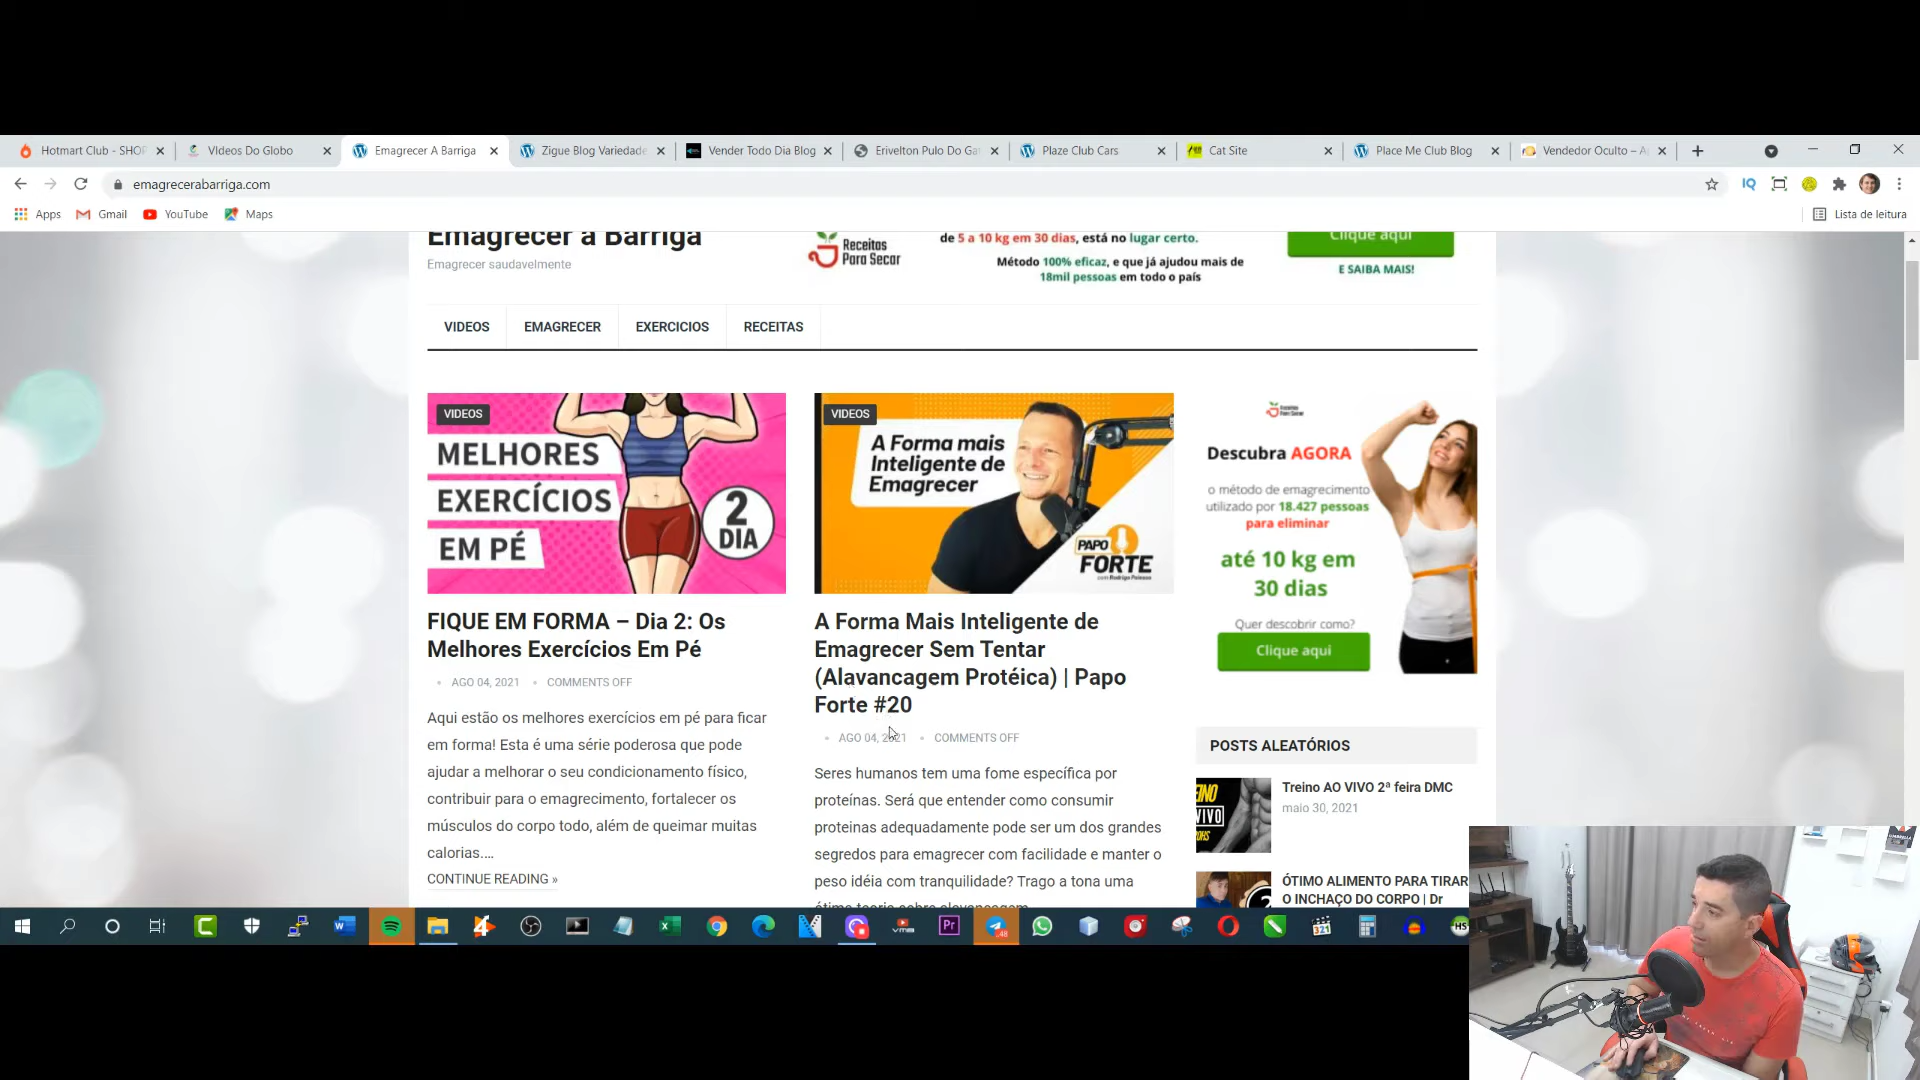 Hotmart Club - SHOP
VIdeos Do Globo
Emagrecer A Barriga
Zigue Blog Variedade
Vender Todo Dia Blog
Erivelton Pulo Do Ga
Plaze Club Cars
Cat Site
Place Me Club Blog
Vendedor Oculto – A
emagrecerabarriga.com
IQ
Apps
Gmail
YouTube
Maps
Lista de leitura
Emagrecer a Barriga
Emagrecer saudavelmente
Receitas
Para Secar
de 5 a 10 kg em 30 dias, está no lugar certo.
Método 100% eficaz, e que já ajudou mais de
18mil pessoas em todo o país
Clique aqui
E SAIBA MAIS!
VIDEOS
EMAGRECER
EXERCICIOS
RECEITAS
VIDEOS
MELHORES
EXERCÍCIOS
EM PÉ
2
DIA
FIQUE EM FORMA – Dia 2: Os
Melhores Exercícios Em Pé
AGO 04, 2021
COMMENTS OFF
Aqui estão os melhores exercícios em pé para ficar
em forma! Esta é uma série poderosa que pode
ajudar a melhorar o seu condicionamento físico,
contribuir para o emagrecimento, fortalecer os
músculos do corpo todo, além de queimar muitas
calorias....
CONTINUE READING »
VIDEOS
A Forma mais
Inteligente de
Emagrecer
PAPO
FORTE
A Forma Mais Inteligente de
Emagrecer Sem Tentar
(Alavancagem Protéica) | Papo
Forte #20
AGO 04, 2021
COMMENTS OFF
Seres humanos tem uma fome específica por
proteínas. Será que entender como consumir
proteinas adequadamente pode ser um dos grandes
segredos para emagrecer com facilidade e manter o
peso idéia com tranquilidade? Trago a tona uma
Receitas
Para Secar
Descubra AGORA
o método de emagrecimento
utilizado por 18.427 pessoas
para eliminar
até 10 kg em
30 dias
Quer descobrir como?
Clique aqui
POSTS ALEATÓRIOS
Treino AO VIVO 2ª feira DMC
maio 30, 2021
ÓTIMO ALIMENTO PARA TIRAR
O INCHAÇO DO CORPO | Dr